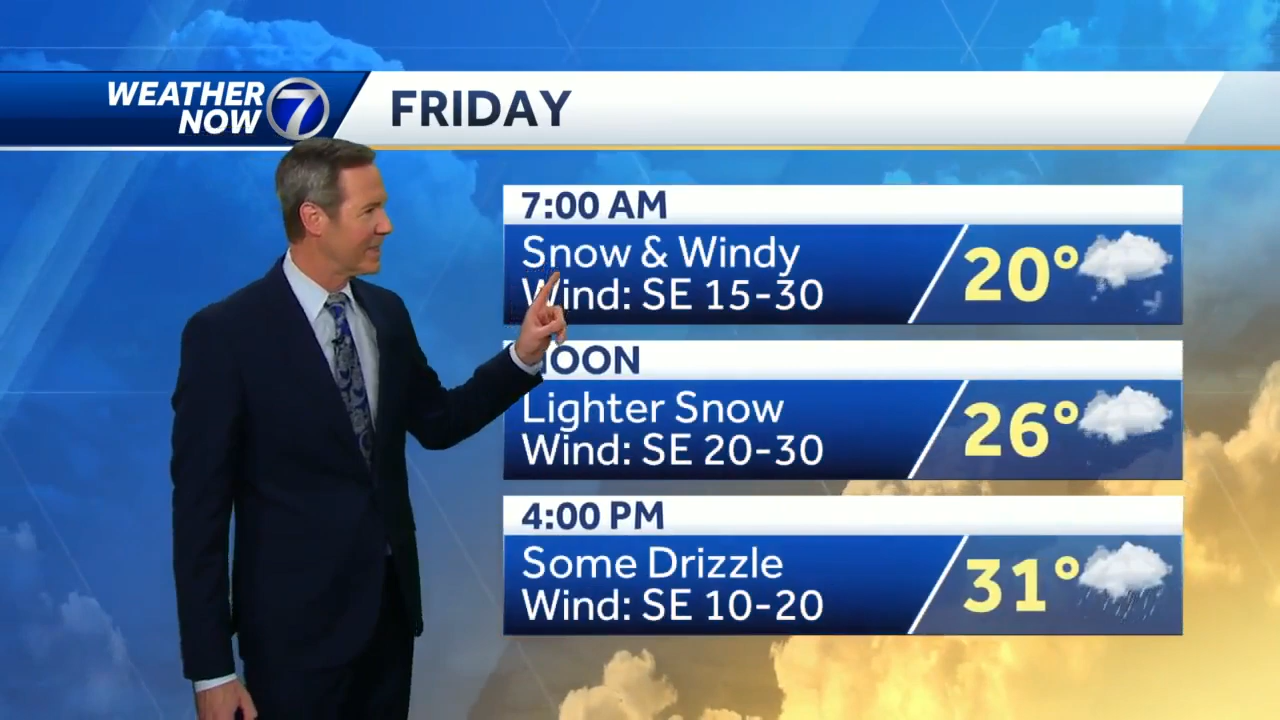 WEATHER
NOW 7
FRIDAY
7:00 AM
Snow & Windy
Wind: SE 15-30
20°
NOON
Lighter Snow
Wind: SE 20-30
26°
4:00 PM
Some Drizzle
Wind: SE 10-20
31°